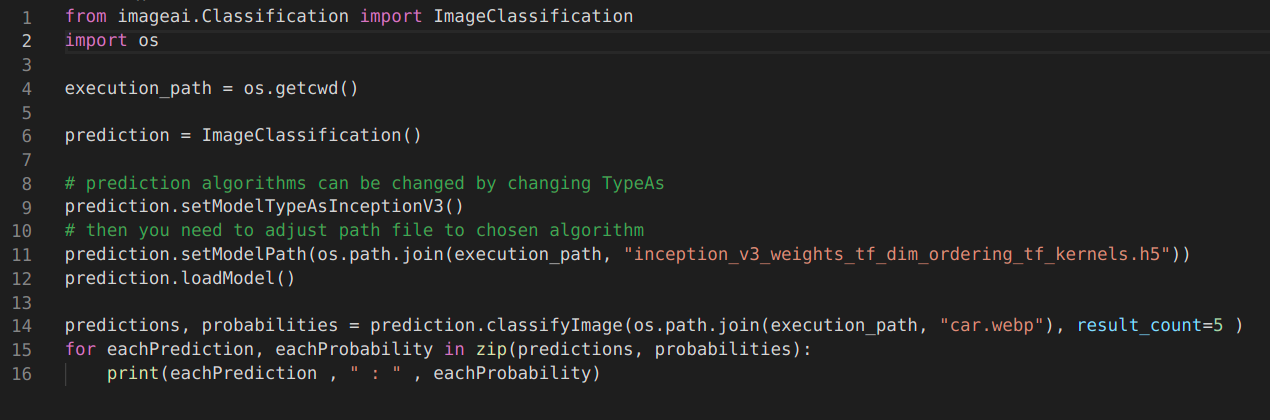 1 from imageai.Classification import ImageClassification
2 import os
3
4 execution_path = os.getcwd()
5
6 prediction = ImageClassification()
7
8 # prediction algorithms can be changed by changing TypeAs
9 prediction.setModelTypeAsInceptionV3()
10 # then you need to adjust path file to chosen algorithm
11 prediction.setModelPath(os.path.join(execution_path, "inception_v3_weights_tf_dim_ordering_tf_kernels.h5"))
12 prediction.loadModel()
13
14 predictions, probabilities = prediction.classifyImage(os.path.join(execution_path, "car.webp"), result_count=5 )
15 for eachPrediction, eachProbability in zip(predictions, probabilities):
16     print(eachPrediction , " : " , eachProbability)